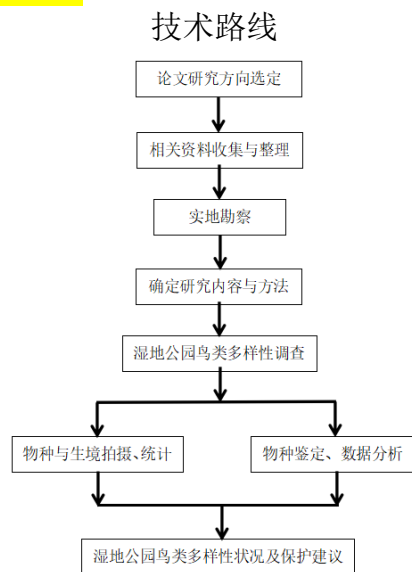 技术路线
论文研究方向选定
相关资料收集与整理
实地勘察
确定研究内容与方法
湿地公园鸟类多样性调查
物种与生境拍摄、统计
物种鉴定、数据分析
湿地公园鸟类多样性状况及保护建议